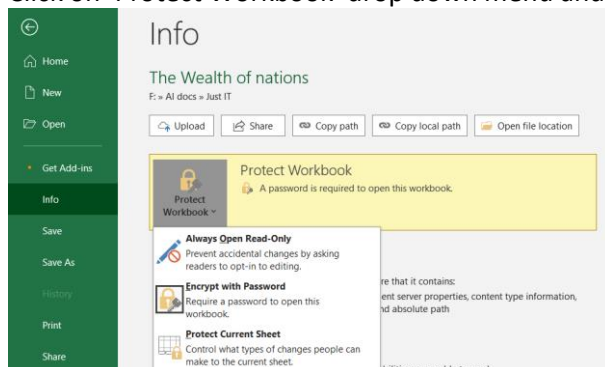 Click on 'Protect Workbook' drop down menu and
Info
Home
New
Open
Get Add-ins
Info
Save
Save As
History
Print
Share
The Wealth of nations
F: » AI docs » Just IT
Upload
Share
Copy path
Copy local path
Open file location
Protect Workbook
A password is required to open this workbook.
Protect
Workbook
Always Open Read-Only
Prevent accidental changes by asking
readers to opt-in to editing.
Encrypt with Password
Require a password to open this
workbook.
Protect Current Sheet
Control what types of changes people can
make to the current sheet.
re that it contains:
ent server properties, content type information,
nd absolute path